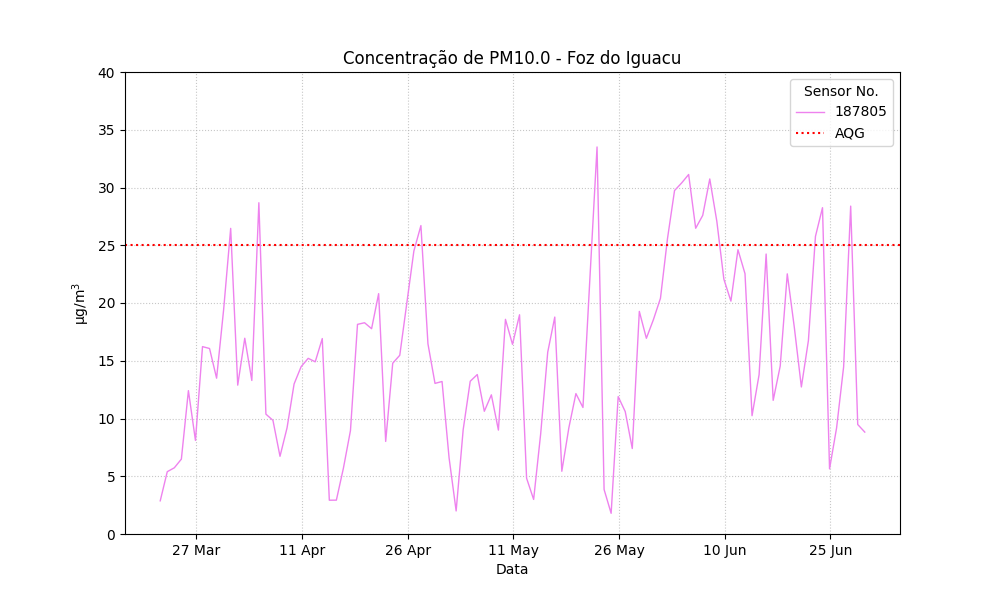 Concentração de PM10.0 - Foz do Iguacu
Sensor No.
187805
AQG
40
35
30
25
20
15
10
5
0
µg/m³
27 Mar 11 Apr 26 Apr 11 May 26 May 10 Jun 25 Jun
Data